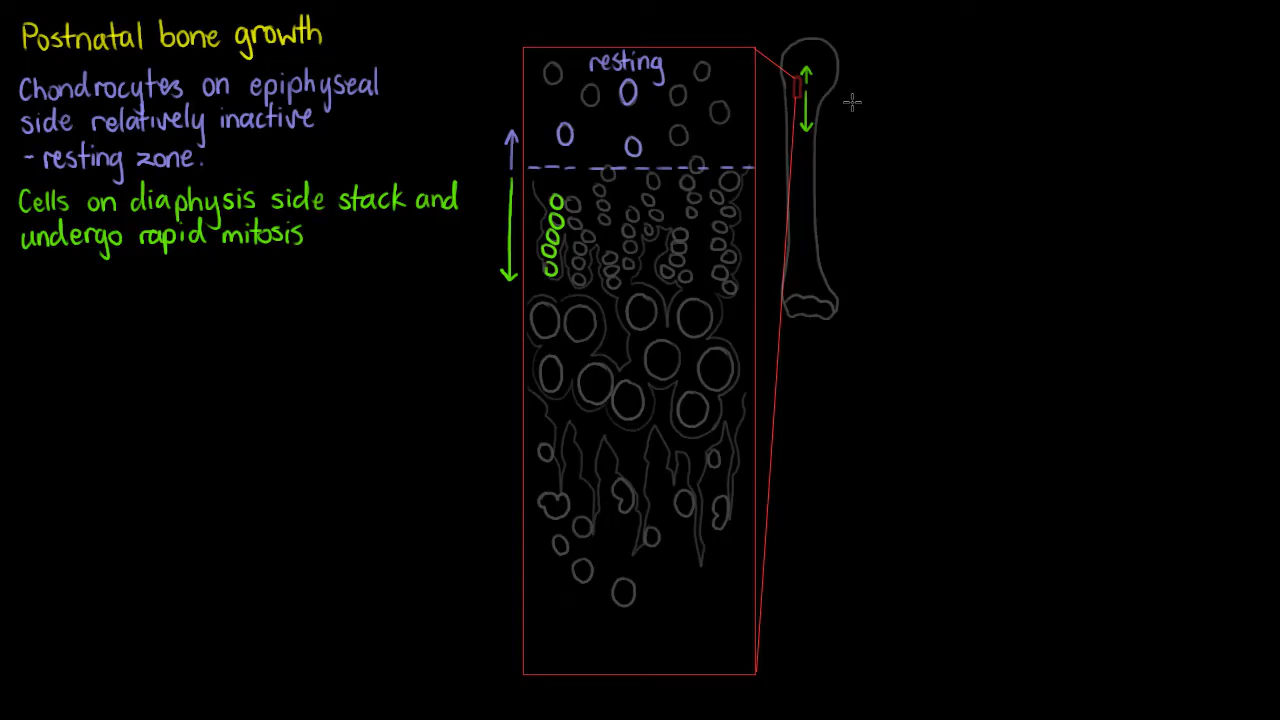 Postnatal bone growth
Chondrocytes on epiphyseal
side relatively inactive
- resting zone.
Cells on diaphysis side stack and
undergo rapid mitosis
resting